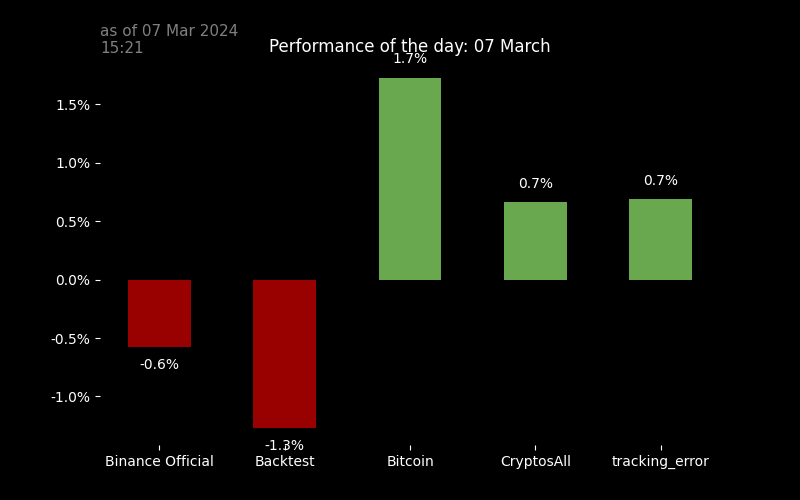 as of 07 Mar 2024
15:21
Performance of the day: 07 March
1.7%
1.5%
1.0%
0.7%
0.7%
0.5%
0.0%
-0.5%
-0.6%
-1.0%
-1.3%
Binance Official
Backtest
Bitcoin
CryptosAll
tracking_error